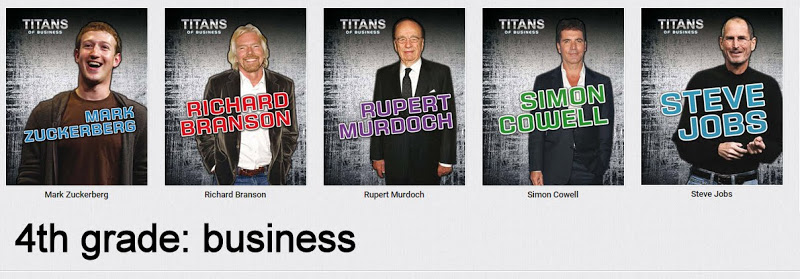 TITANS
OF BUSINESS
MARK
ZUCKERBERG
TITANS
OF BUSINESS
RICHARD
BRANSON
TITANS
OF BUSINESS
RUPERT
MURDOCH
TITANS
OF BUSINESS
SIMON
COWELL
TITANS
OF BUSINESS
STEVE
JOBS
Mark Zuckerberg
Richard Branson
Rupert Murdoch
Simon Cowell
Steve Jobs
4th grade: business